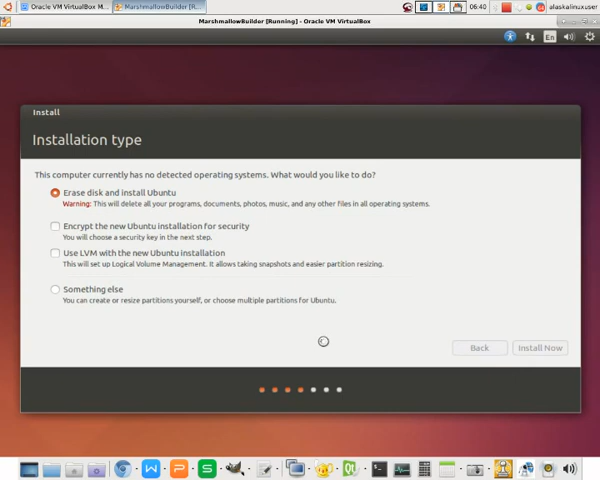 Oracle VM VirtualBox M...
MarshmallowBuilder [R...
06:40
alaskalinuxuser
MarshmallowBuilder [Running] - Oracle VM VirtualBox
En
Install
Installation type
This computer currently has no detected operating systems. What would you like to do?
Erase disk and install Ubuntu
Warning: This will delete all your programs, documents, photos, music, and any other files in all operating systems.
Encrypt the new Ubuntu installation for security
You will choose a security key in the next step.
Use LVM with the new Ubuntu installation
This will set up Logical Volume Management. It allows taking snapshots and easier partition resizing.
Something else
You can create or resize partitions yourself, or choose multiple partitions for Ubuntu.
Back
Install Now
W
P
S
Qt